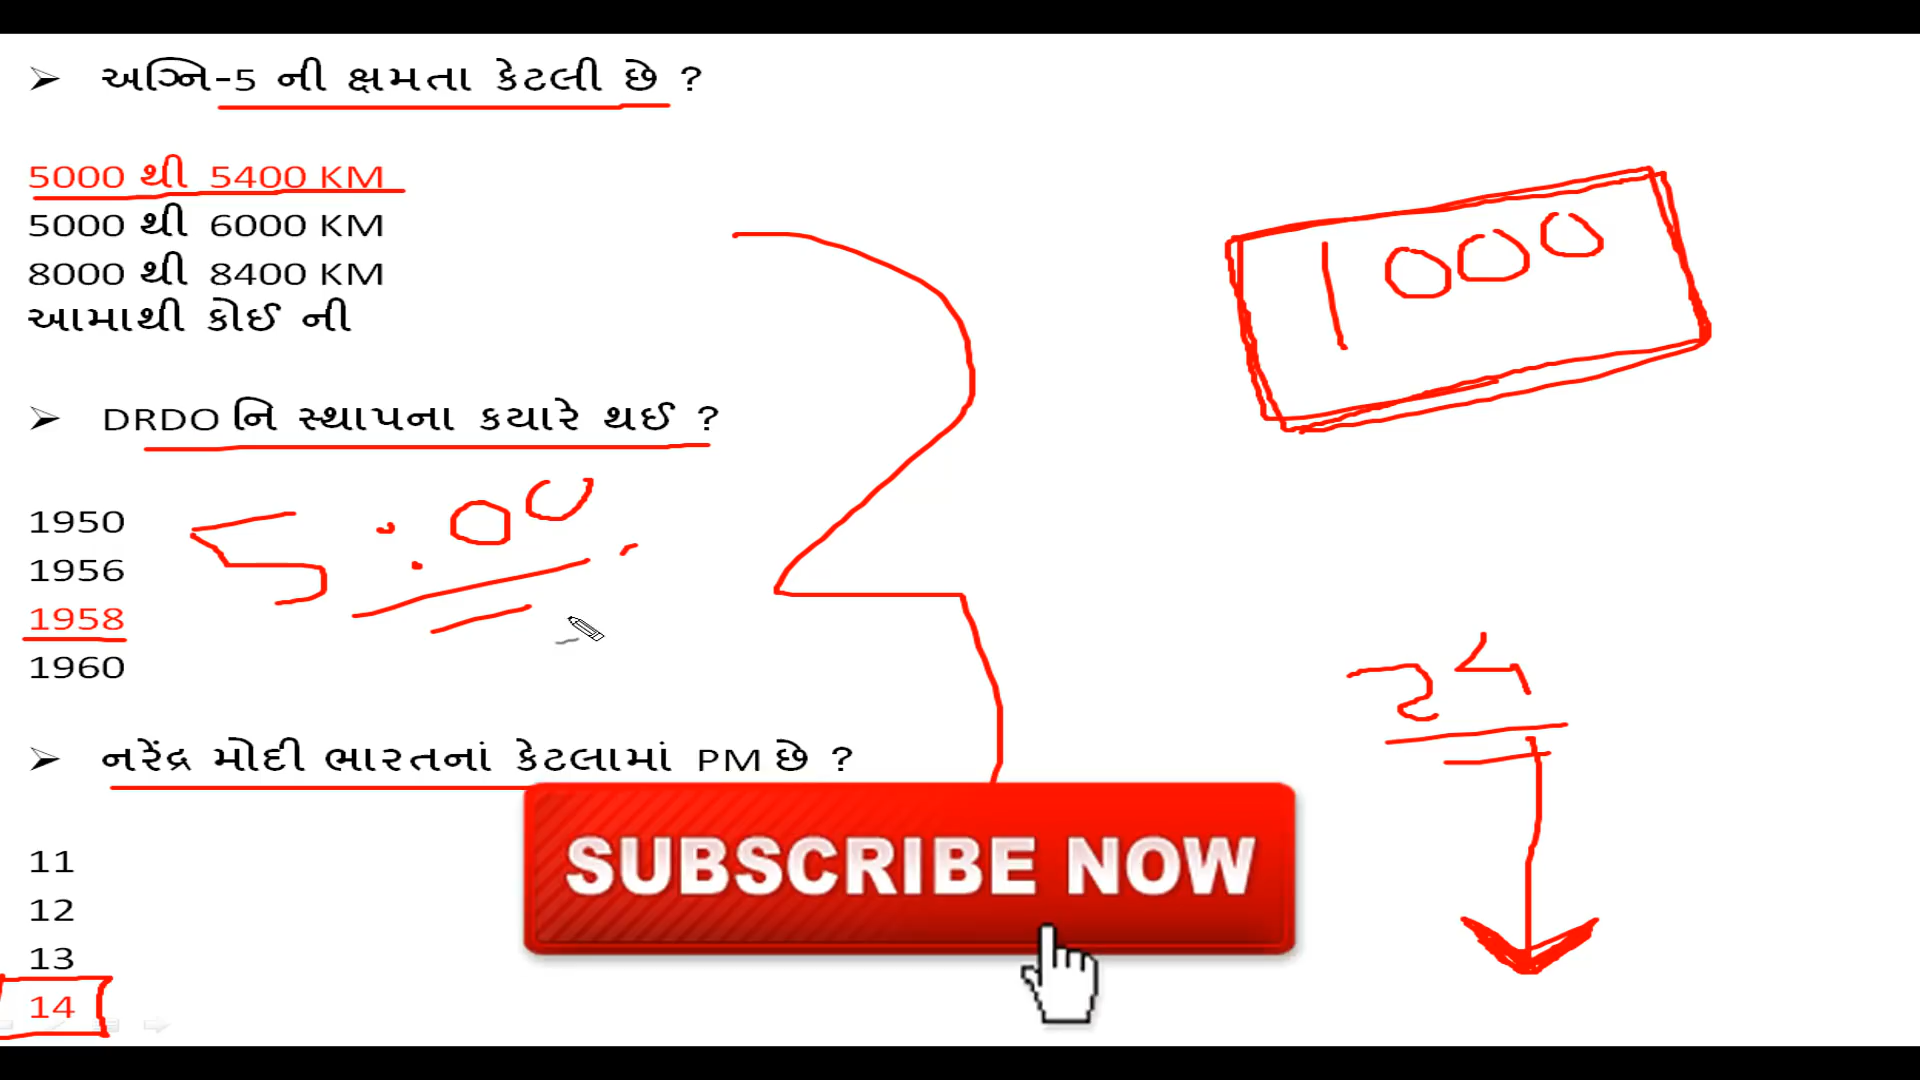 ➢ અગ્નિ-5 ની ક્ષમતા કેટલી છે ?
5000 થી 5400 KM
5000 થી 6000 KM
8000 થી 8400 KM
આમાથી કોઈ ની
1000
➢ DRDO નિ સ્થાપના કયારે થઈ ?
5:00
1950
1956
1958
1960
➢ નરેંદ્ર મોદી ભારતનાં કેટલામાં PM છે ?
11
12
13
14
SUBSCRIBE NOW